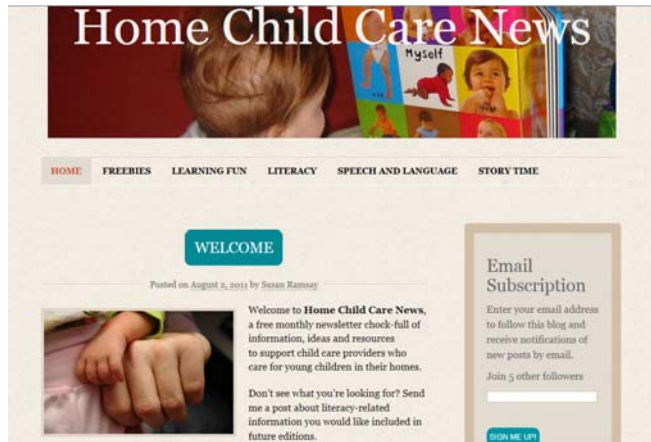 Home Child Care News
Myself
HOME FREEBIES LEARNING FUN LITERACY SPEECH AND LANGUAGE STORY TIME
WELCOME
Posted on August 2, 2011 by Susan Ramsay
Welcome to Home Child Care News,
a free monthly newsletter chock-full of
information, ideas and resources
to support child care providers who
care for young children in their homes.
Don't see what you're looking for? Send
me a post about literacy-related
information you would like included in
future editions.
Email
Subscription
Enter your email address
to follow this blog and
receive notifications of
new posts by email.
Join 5 other followers
SIGN ME UP!